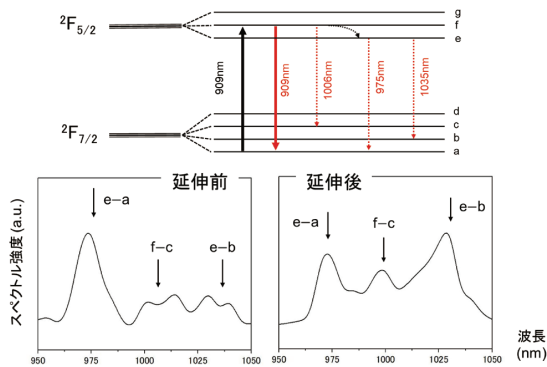 ²F₅/₂
g
f
e
909nm
909nm
1006nm
975nm
1035nm
²F₇/₂
d
c
b
a
延伸前
e−a
f−c
e−b
延伸後
e−a
f−c
e−b
スペクトル強度(a.u.)
950
975
1000
1025
1050
950
975
1000
1025
1050
波長
(nm)